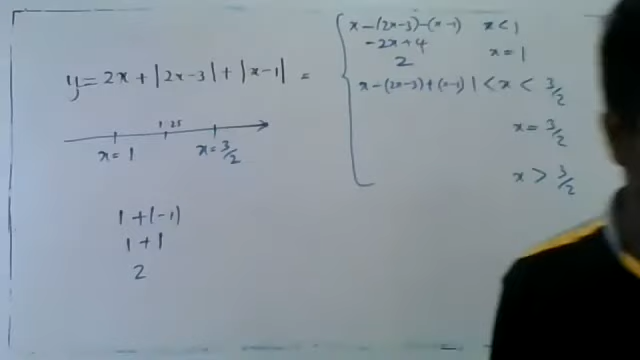 y = 2x + |2x-3| + |x-1| =
x-(2x-3)-(x-1) x<1
-2x+4
2 x=1
x-(2x-3)+(x-1) 1<x<3/2
x=3/2
x>3/2
1.25
x=1 x=3/2
1+|-1|
1+1
2